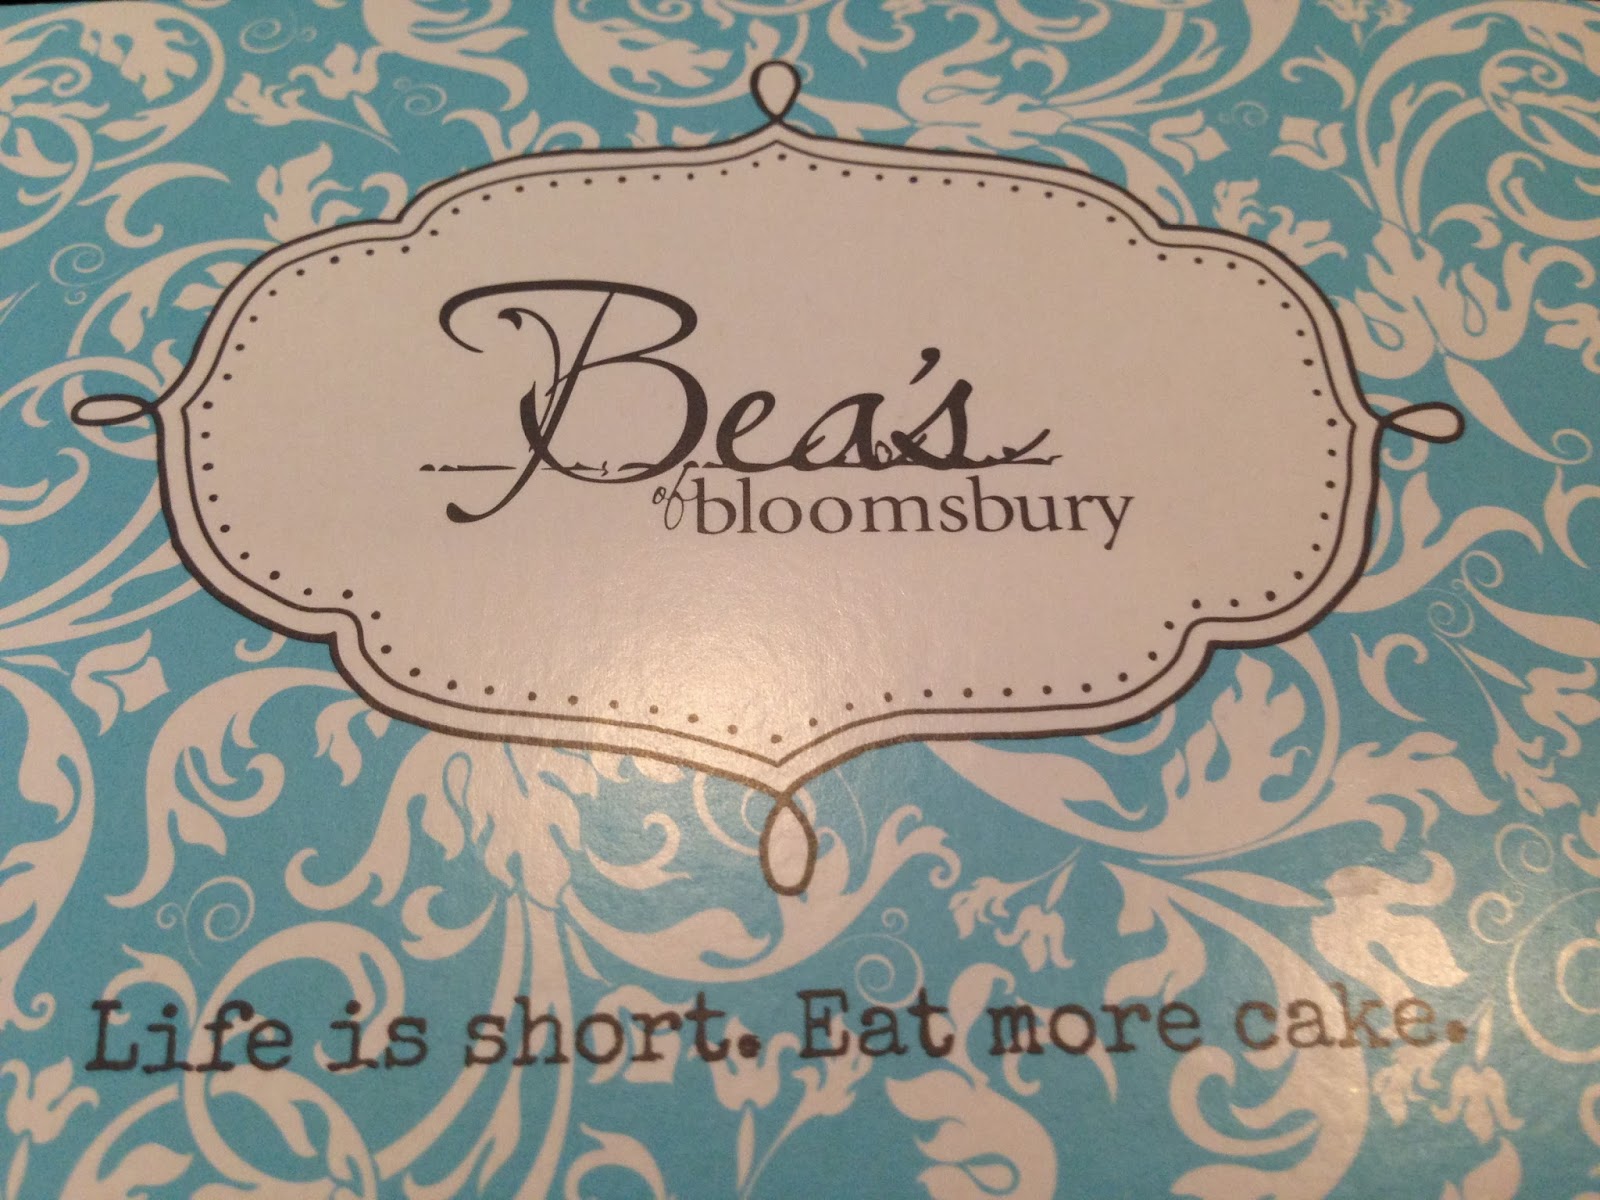 Bea's
of bloomsbury
Life is short. Eat more cake.